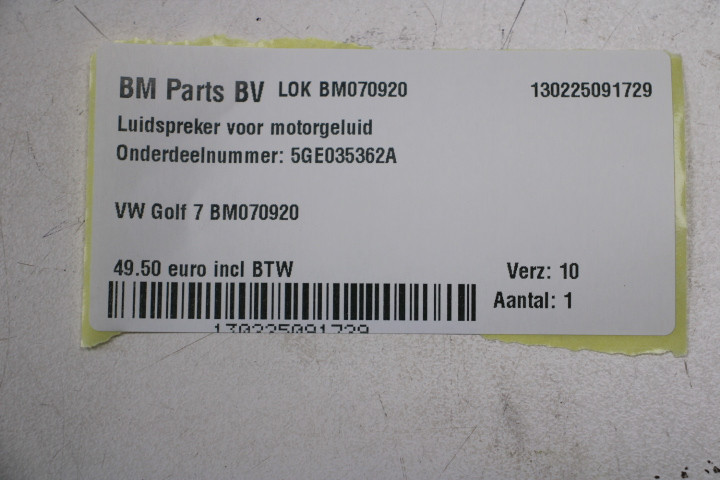 BM Parts BV LOK BM070920 130225091729
Luidspreker voor motorgeluid
Onderdeelnummer: 5GE035362A
VW Golf 7 BM070920
49.50 euro incl BTW Verz: 10
Aantal: 1
130225091729